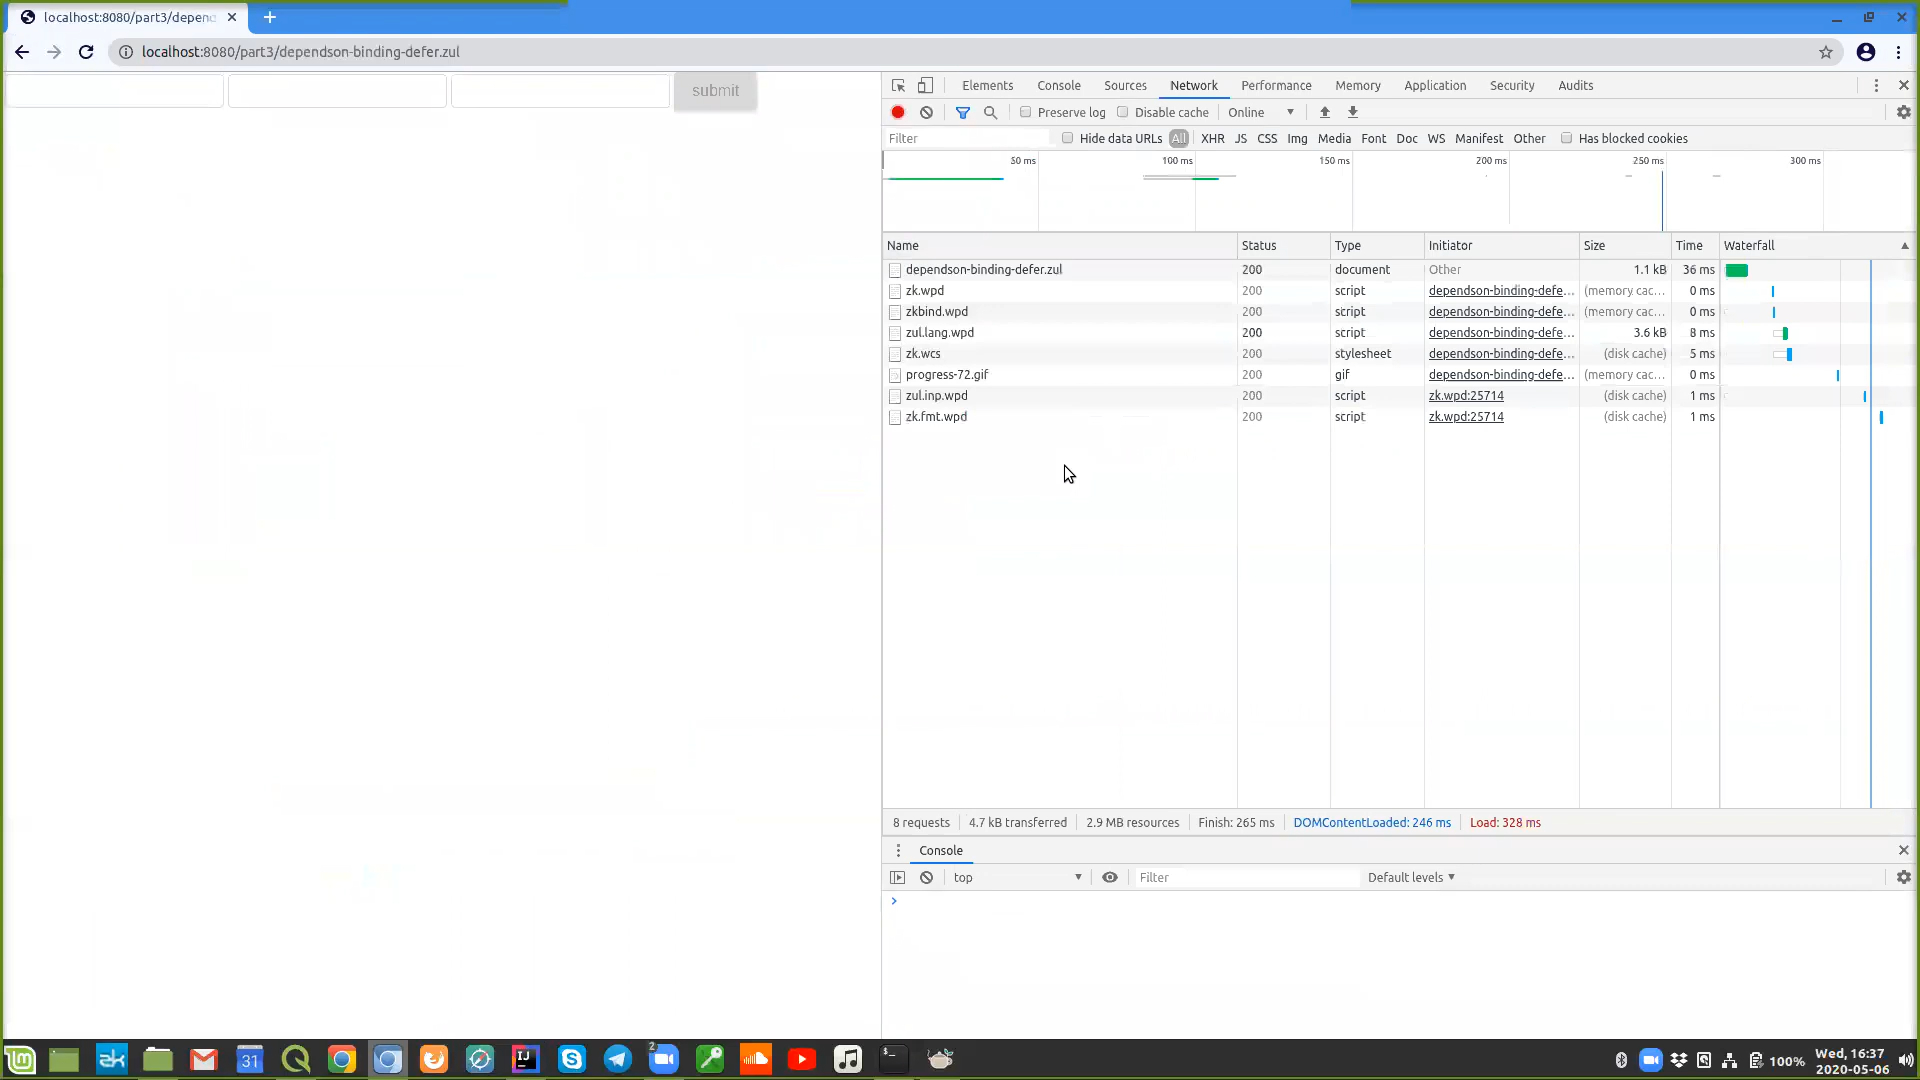 localhost:8080/part3/depend
localhost:8080/part3/dependson-binding-defer.zul
submit
Elements Console Sources Network Performance Memory Application Security Audits
Preserve log Disable cache Online
Filter Hide data URLs All XHR JS CSS Img Media Font Doc WS Manifest Other Has blocked cookies
50 ms 100 ms 150 ms 200 ms 250 ms 300 ms
Name Status Type Initiator Size Time Waterfall
dependson-binding-defer.zul 200 document Other 1.1 kB 36 ms
zk.wpd 200 script dependson-binding-defe... (memory cac... 0 ms
zkbind.wpd 200 script dependson-binding-defe... (memory cac... 0 ms
zul.lang.wpd 200 script dependson-binding-defe... 3.6 kB 8 ms
zk.wcs 200 stylesheet dependson-binding-defe... (disk cache) 5 ms
progress-72.gif 200 gif dependson-binding-defe... (memory cac... 0 ms
zul.inp.wpd 200 script zk.wpd:25714 (disk cache) 1 ms
zk.fmt.wpd 200 script zk.wpd:25714 (disk cache) 1 ms
8 requests 4.7 kB transferred 2.9 MB resources Finish: 265 ms DOMContentLoaded: 246 ms Load: 328 ms
Console
top Filter Default levels
zk 31 IJ 2 100% Wed, 16:37
2020-05-06